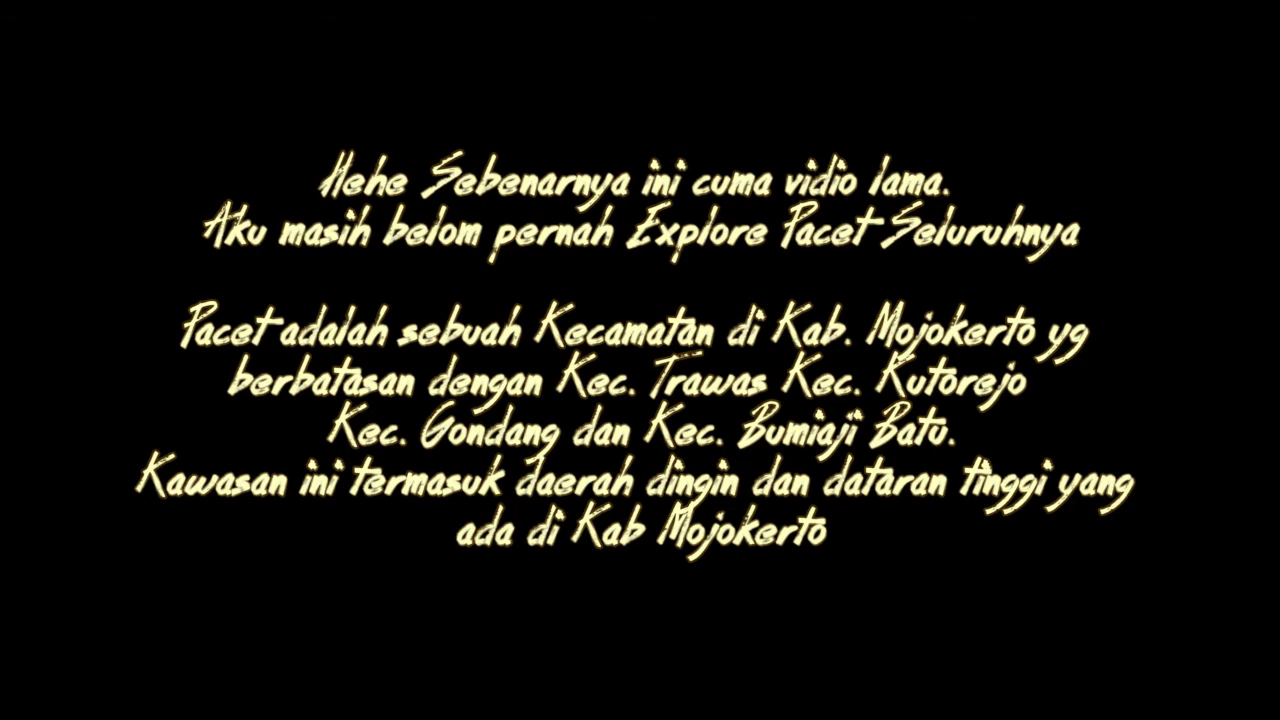 Hehe Sebenarnya ini cuma vidio lama.
Aku masih belom pernah Explore Pacet Seluruhnya
Pacet adalah sebuah Kecamatan di Kab. Mojokerto yg
berbatasan dengan Kec. Trawas Kec. Kutorejo
Kec. Gondang dan Kec. Bumiaji Batu.
Kawasan ini termasuk daerah dingin dan dataran tinggi yang
ada di Kab Mojokerto